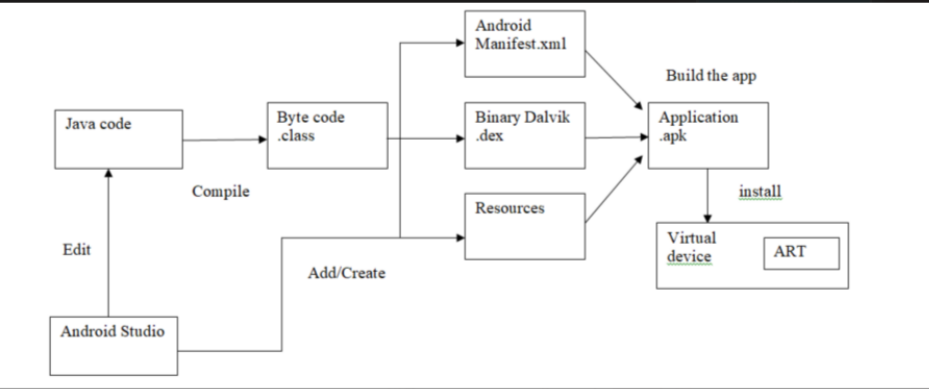 Android
Manifest.xml
Build the app
Java code
Byte code
.class
Binary Dalvik
.dex
Application
.apk
Compile
install
Resources
Edit
Virtual
device
ART
Add/Create
Android Studio